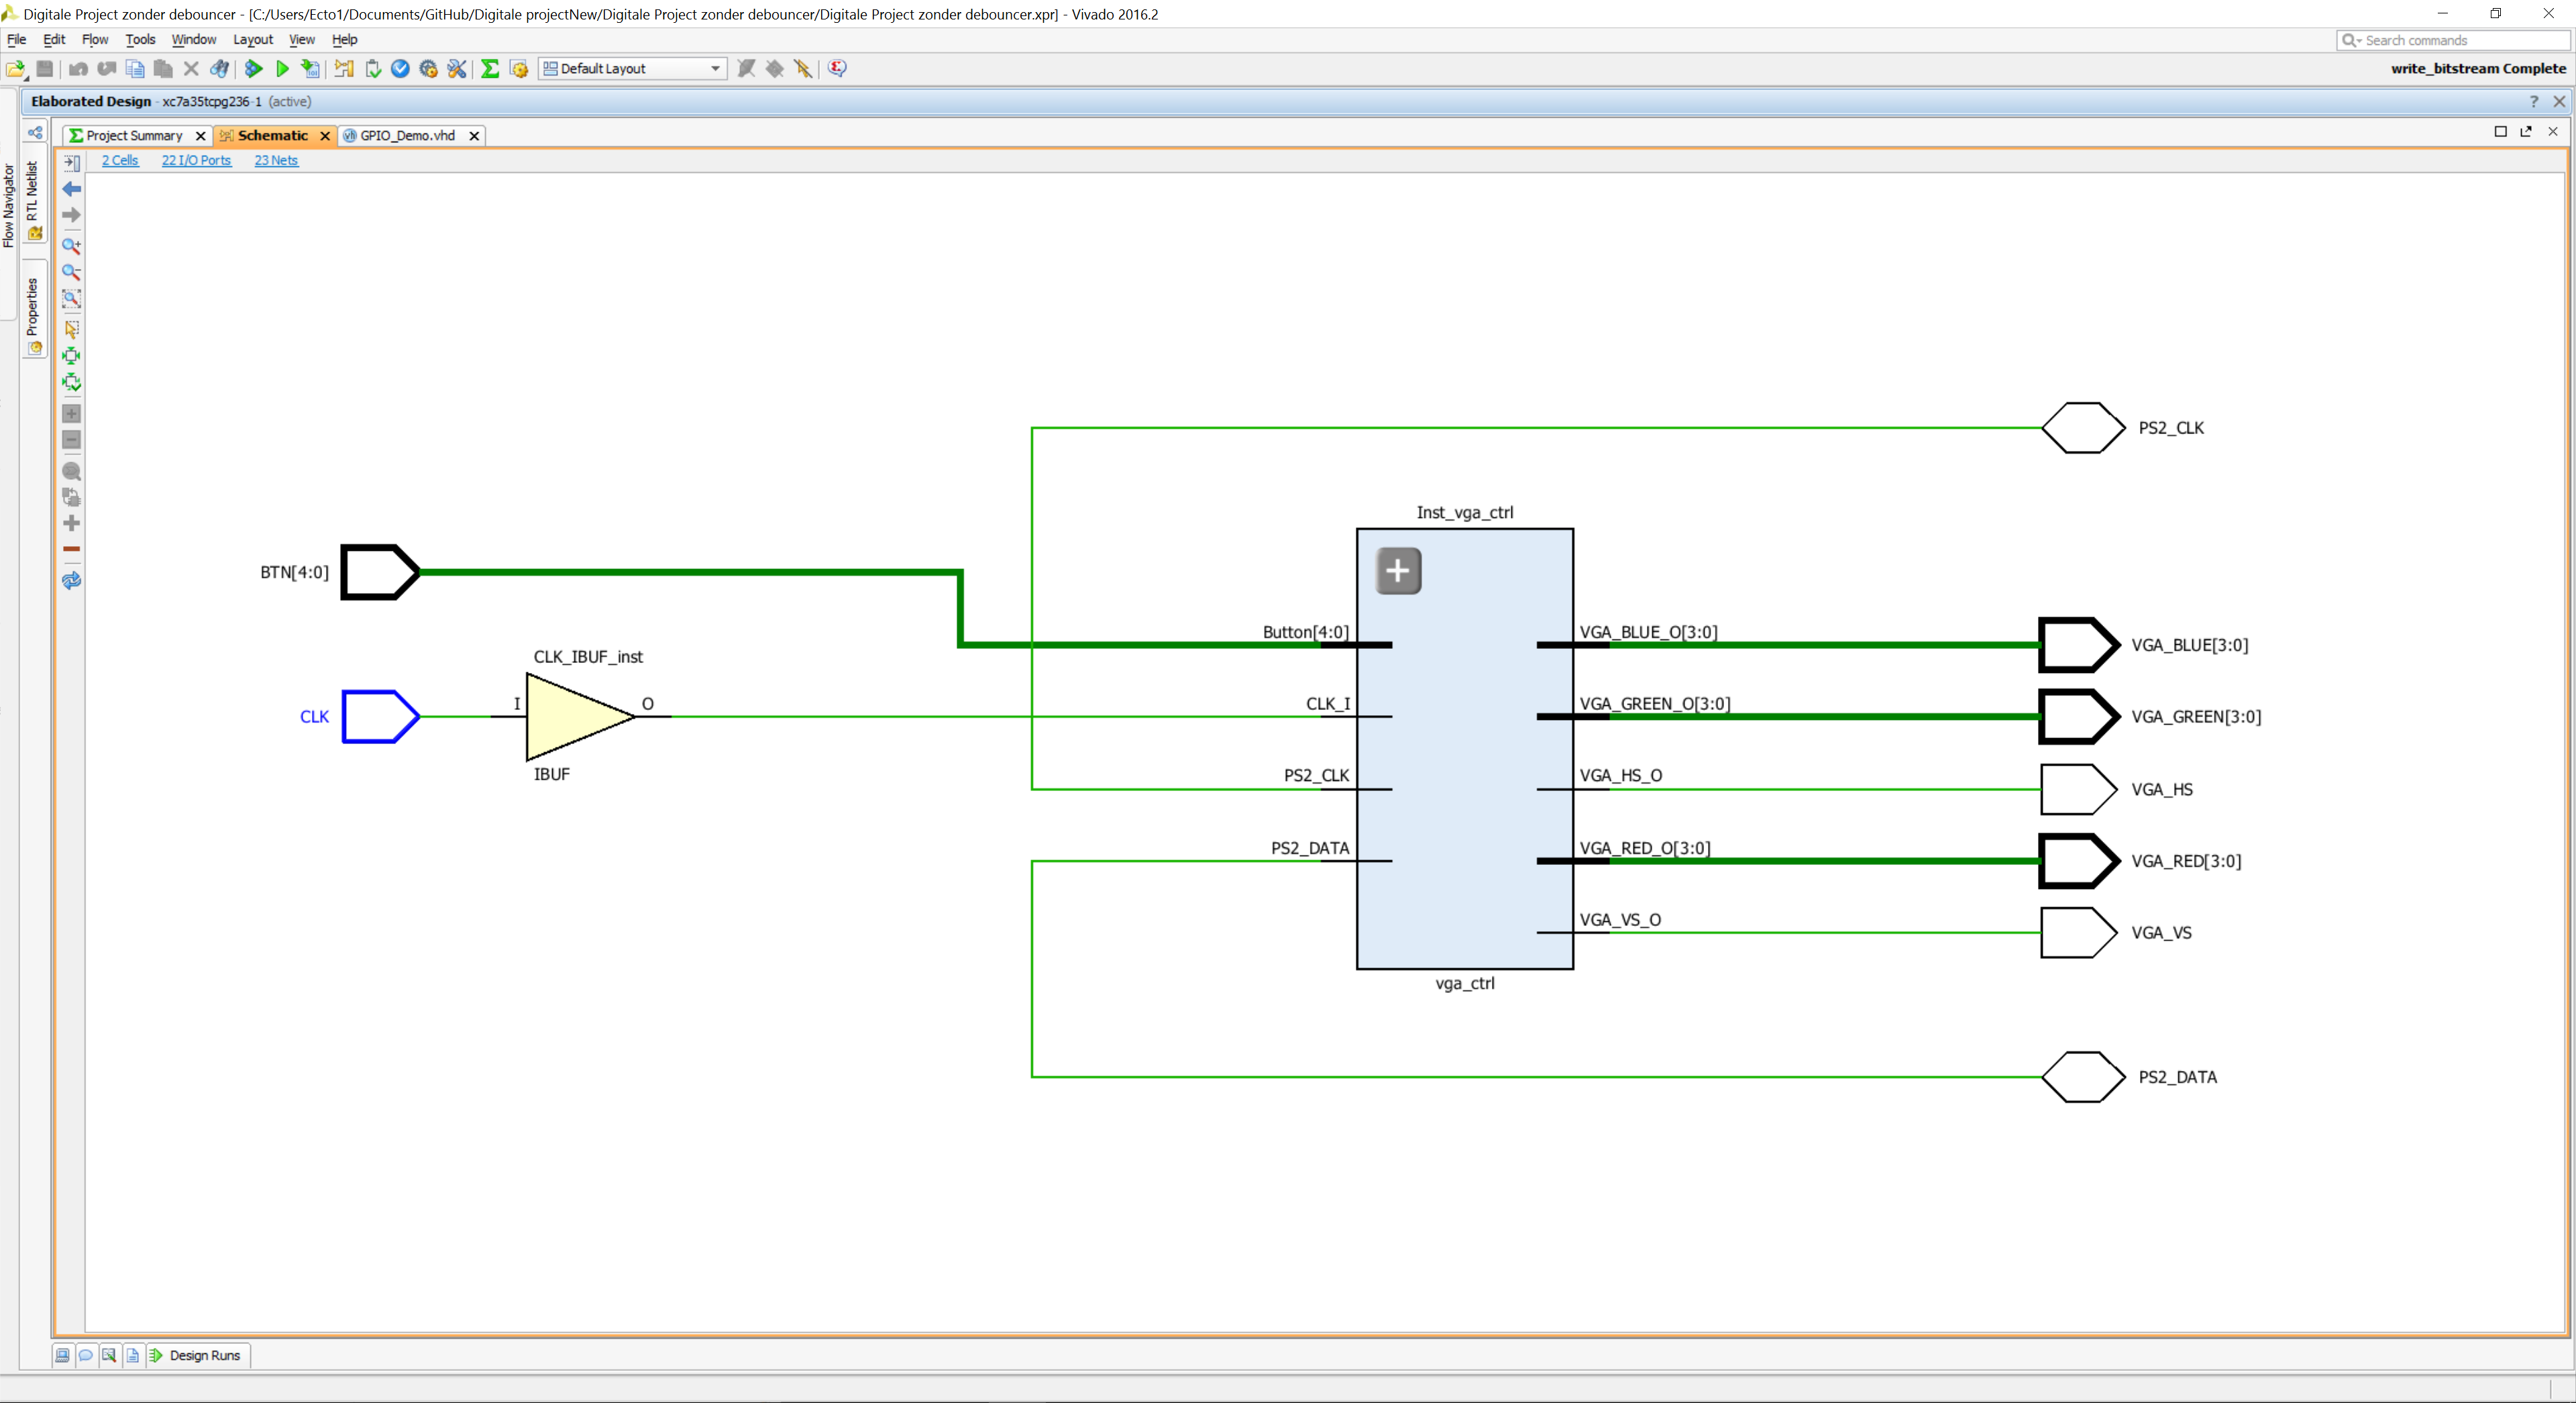 Digitale Project zonder debouncer - [C:/Users/Ecto1/Documents/GitHub/Digitale projectNew/Digitale Project zonder debouncer/Digitale Project zonder debouncer.xpr] - Vivado 2016.2
File Edit Flow Tools Window Layout View Help
Search commands
Default Layout
write_bitstream Complete
Elaborated Design - xc7a35tcpg236-1 (active)
Project Summary
Schematic
GPIO_Demo.vhd
2 Cells 22 I/O Ports 23 Nets
Flow Navigator
RTL Netlist
Properties
PS2_CLK
Inst_vga_ctrl
BTN[4:0]
Button[4:0]
VGA_BLUE_O[3:0]
VGA_BLUE[3:0]
CLK_IBUF_inst
CLK
I
O
CLK_I
VGA_GREEN_O[3:0]
VGA_GREEN[3:0]
IBUF
PS2_CLK
VGA_HS_O
VGA_HS
PS2_DATA
VGA_RED_O[3:0]
VGA_RED[3:0]
VGA_VS_O
VGA_VS
vga_ctrl
PS2_DATA
Design Runs